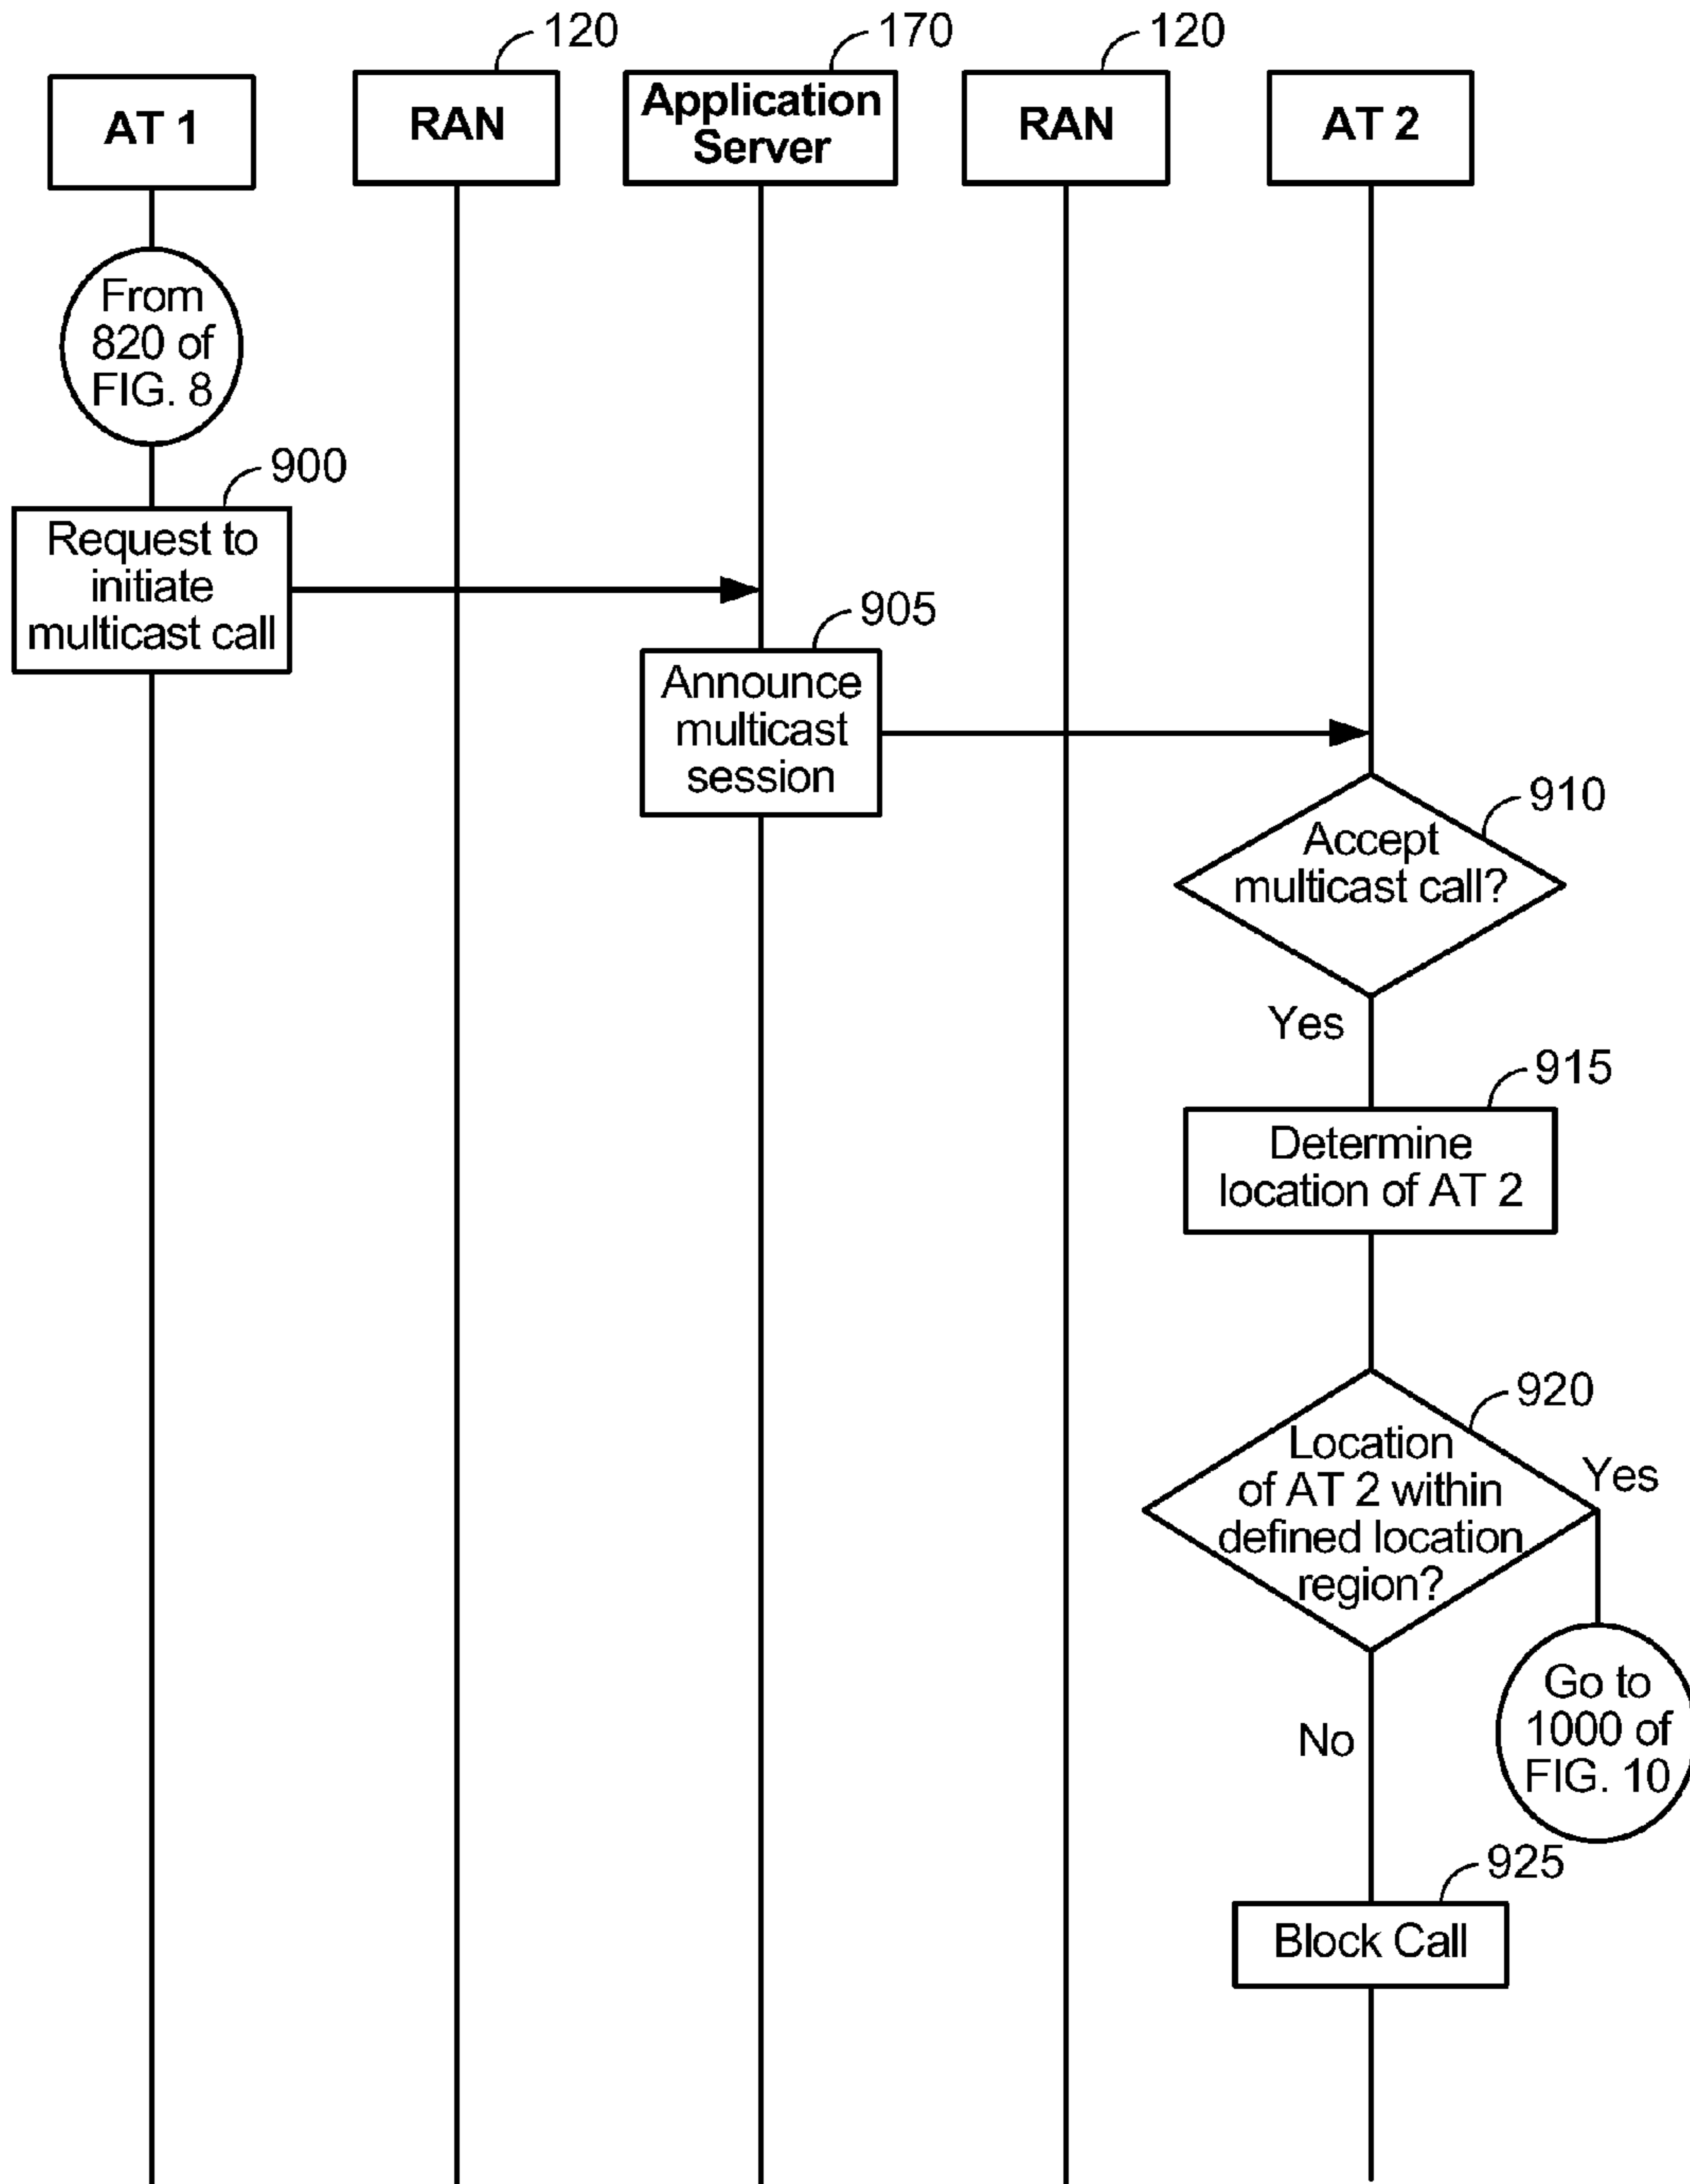 120
170
120
AT 1
RAN
Application
Server
RAN
AT 2
From
820 of
FIG. 8
900
Request to
initiate
multicast call
905
Announce
multicast
session
910
Accept
multicast call?
Yes
915
Determine
location of AT 2
920
Location
of AT 2 within
defined location
region?
Yes
Go to
1000 of
FIG. 10
No
925
Block Call